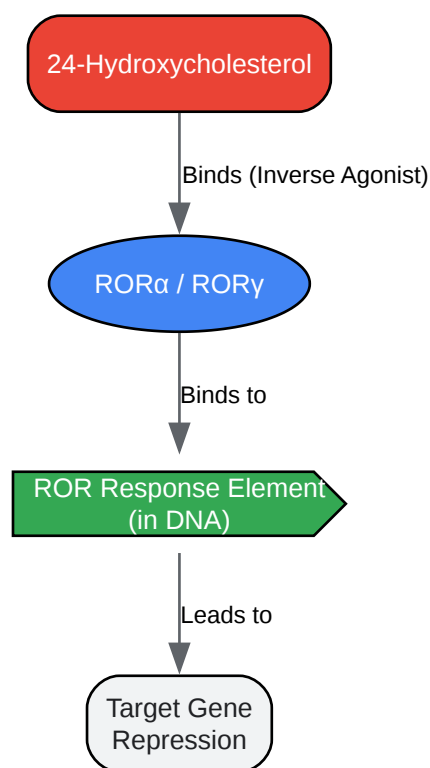 24-Hydroxycholesterol
Binds (Inverse Agonist)
RORα / RORγ
Binds to
ROR Response Element
(in DNA)
Leads to
Target Gene
Repression